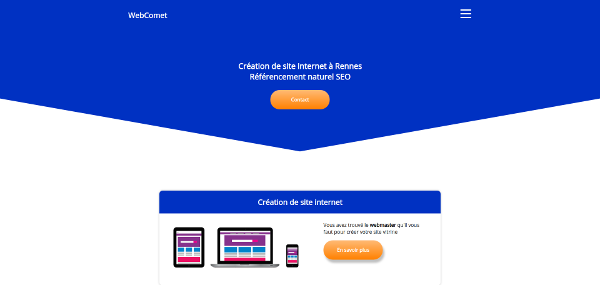 WebComet
Création de site Internet à Rennes
Référencement naturel SEO
Contact
Création de site Internet
Vous avez trouvé le webmaster qu'il vous
faut pour créer votre site vitrine
En savoir plus